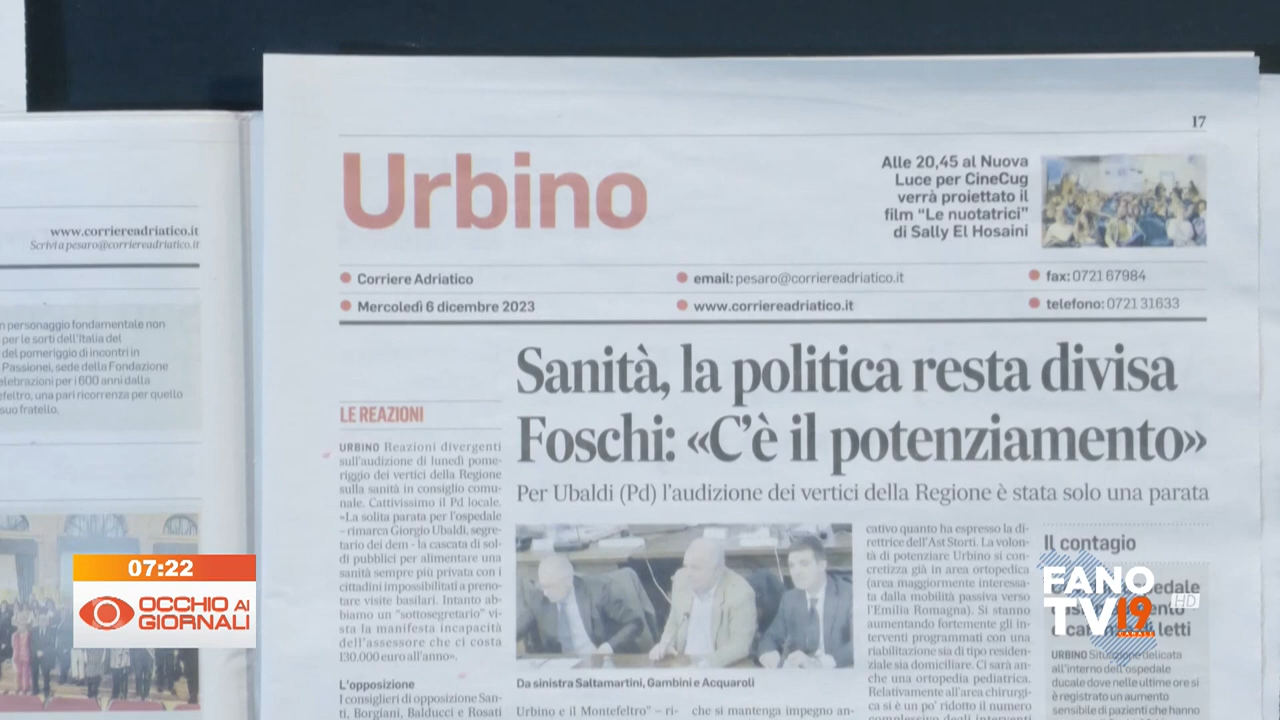 www.corriereadriatico.it
Scrivi a pesaro@corriereadriatico.it
n personaggio fondamentale non
per le sorti dell'Italia del
del pomeriggio di incontri in
Passionei, sede della Fondazione
elebrazioni per i 600 anni dalla
efeltro, una pari ricorrenza per quello
suo fratello.
17
Urbino
Alle 20,45 al Nuova
Luce per CineCug
verrà proiettato il
film "Le nuotatrici"
di Sally El Hosaini
Corriere Adriatico
email: pesaro@corriereadriatico.it
fax: 0721 67984
Mercoledì 6 dicembre 2023
www.corriereadriatico.it
telefono: 0721 31633
Sanità, la politica resta divisa
Foschi: «C'è il potenziamento»
Per Ubaldi (Pd) l'audizione dei vertici della Regione è stata solo una parata
LE REAZIONI
URBINO Reazioni divergenti
sull'audizione di lunedì pome-
riggio dei vertici della Regione
sulla sanità in consiglio comu-
nale. Cattivissimo il Pd locale.
«La solita parata per l'ospedale
– rimarca Giorgio Ubaldi, segre-
tario dei dem - la cascata di sol-
di pubblici per alimentare una
sanità sempre più privata con i
cittadini impossibilitati a preno-
tare visite basilari. Intanto ab-
biamo un "sottosegretario" vi-
sta la manifesta incapacità
dell'assessore che ci costa
130.000 euro all'anno».
L'opposizione
I consiglieri di opposizione San-
ti, Borgiani, Balducci e Rosati
Da sinistra Saltamartini, Gambini e Acquaroli
Urbino e il Montefeltro" – ri-
che si mantenga impegno an-
cativo quanto ha espresso la di-
rettrice dell'Ast Storti. La volon-
tà di potenziare Urbino si con-
cretizza già in area ortopedica
(area maggiormente interessa-
ta dalla mobilità passiva verso
l'Emilia Romagna). Si stanno
aumentando fortemente gli in-
terventi programmati con una
riabilitazione sia di tipo residen-
ziale sia domiciliare. Ci sarà an-
che una ortopedia pediatrica.
Relativamente all'area chirurgi-
ca si è un po' ridotto il numero
complessivo degli interventi
Il contagio
letti
URBINO Situazione delicata
all'interno dell'ospedale
ducale dove nelle ultime ore si
è registrato un aumento
sensibile di pazienti che hanno
07:22
OCCHIO AI
GIORNALI
FANO
TV 19
HD
CANALE